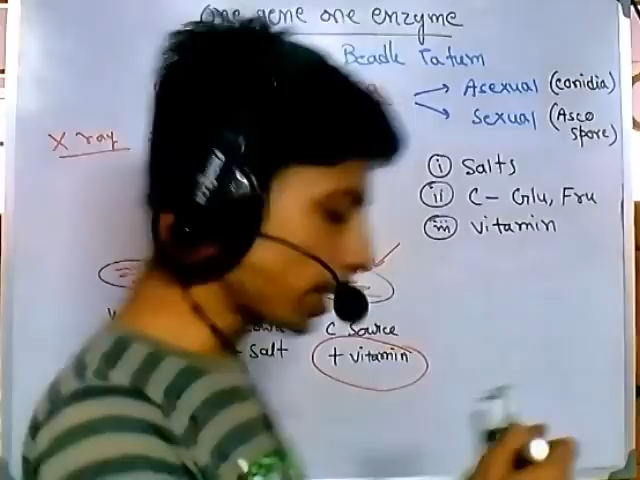 one gene one enzyme
Beadle Tatum
Asexual (conidia)
Sexual (Asco spore)
X ray
(i) Salts
(ii) C - Glu, Fru
(iii) vitamin
C Source
salt + vitamin